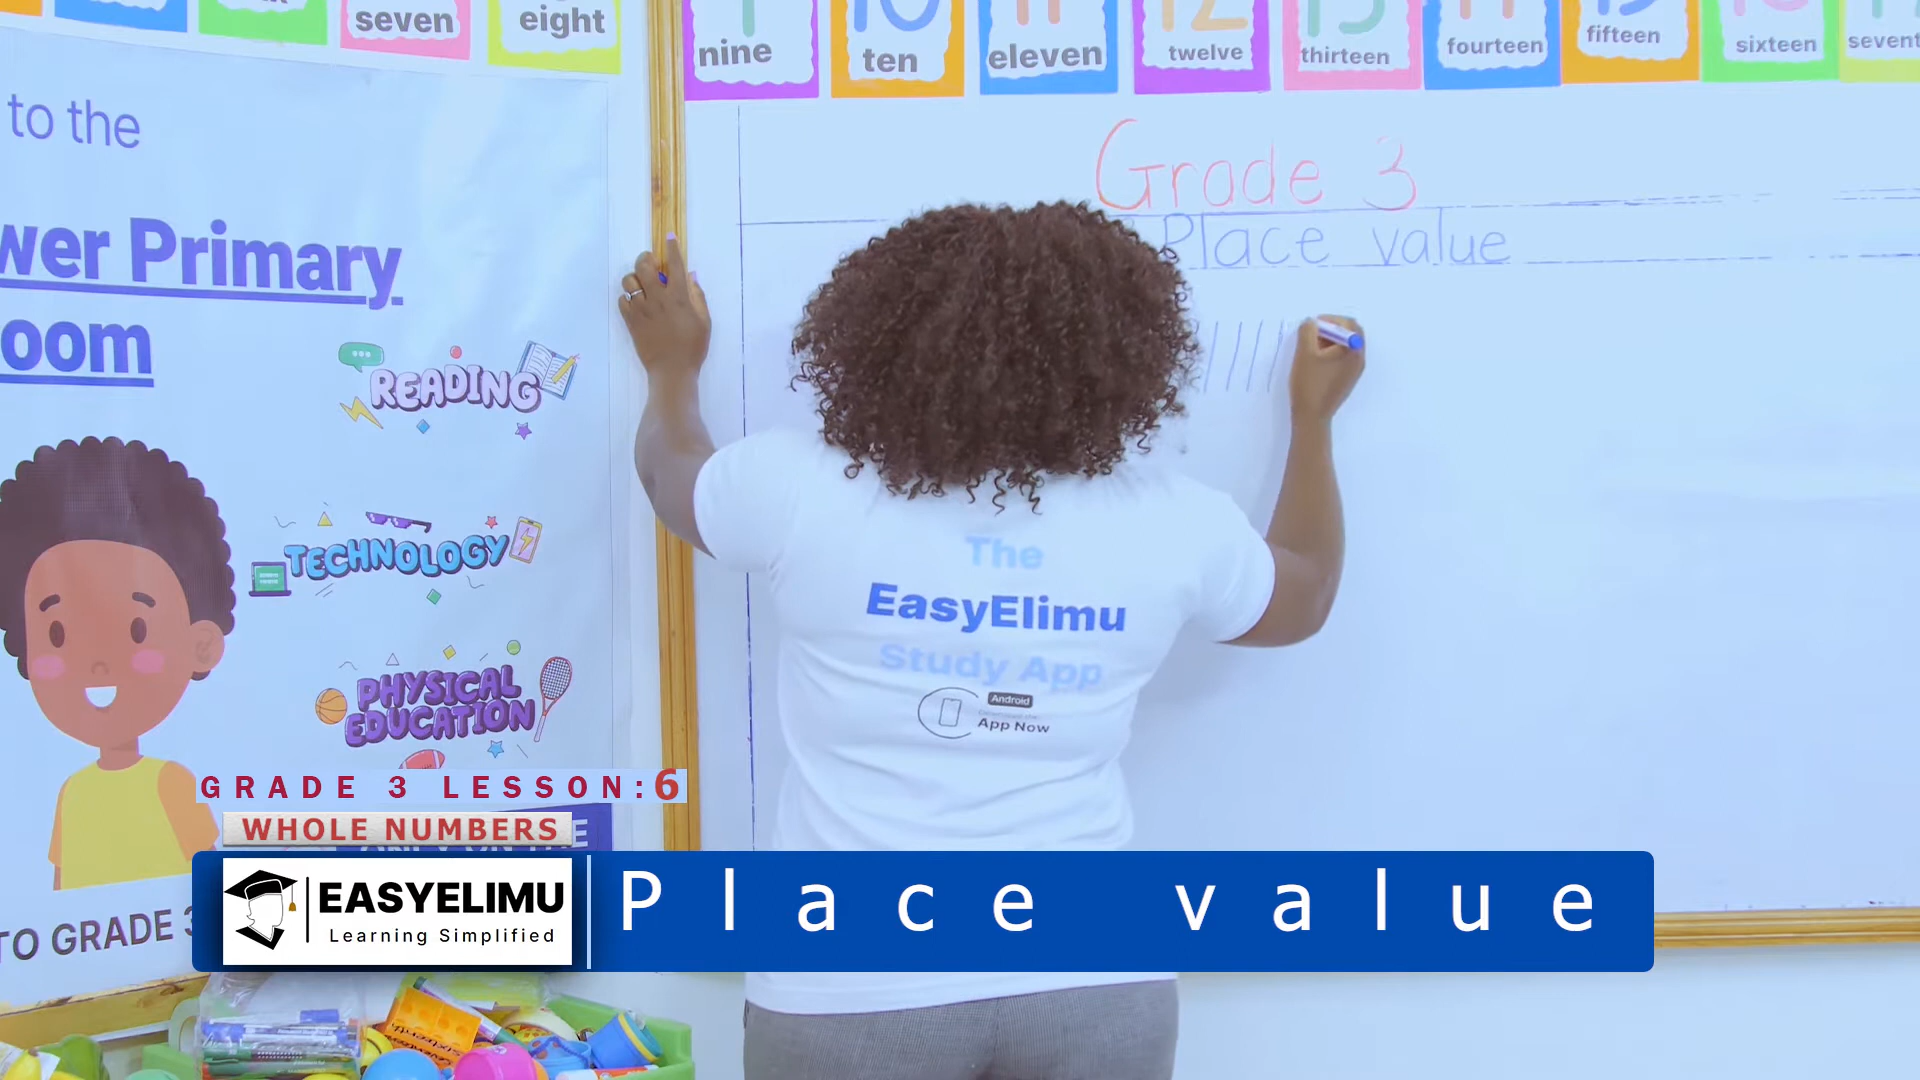 seven
eight
nine
ten
eleven
twelve
thirteen
fourteen
fifteen
sixteen
to the
Primary
READING
TECHNOLOGY
PHYSICAL
EDUCATION
TO GRADE 3
Grade 3
Place value
The
EasyElimu
Study App
Android
App Now
GRADE 3 LESSON:6
WHOLE NUMBERS
EASYELIMU
Learning Simplified
Place value